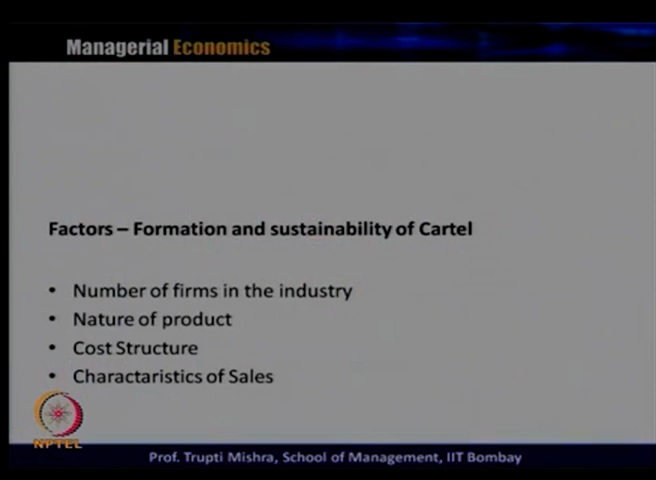 Managerial Economics
Factors – Formation and sustainability of Cartel
• Number of firms in the industry
• Nature of product
• Cost Structure
• Charactaristics of Sales
NPTEL
Prof. Trupti Mishra, School of Management, IIT Bombay